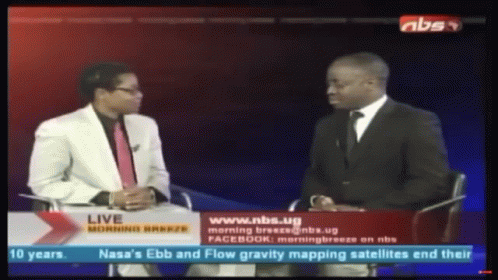 nbs
LIVE
MORNING BREEZE
www.nbs.ug
morning breeze@nbx.ug
FACEBOOK: morningbreeze on nbs
10 years. Nasa's Ebb and Flow gravity mapping satellites end their